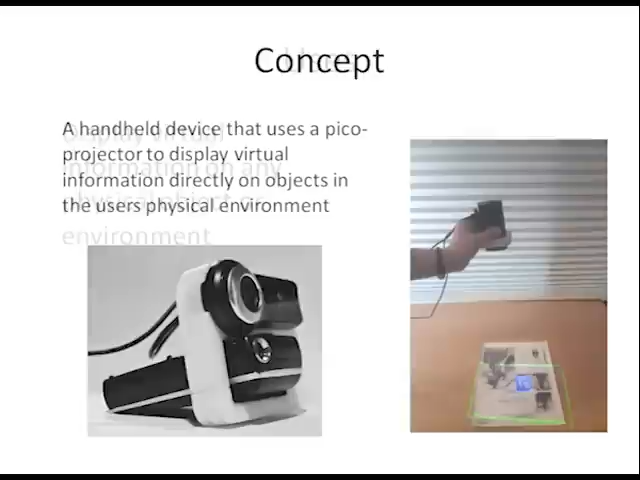 Concept
A handheld device that uses a pico-
projector to display virtual
information directly on objects in
the users physical environment